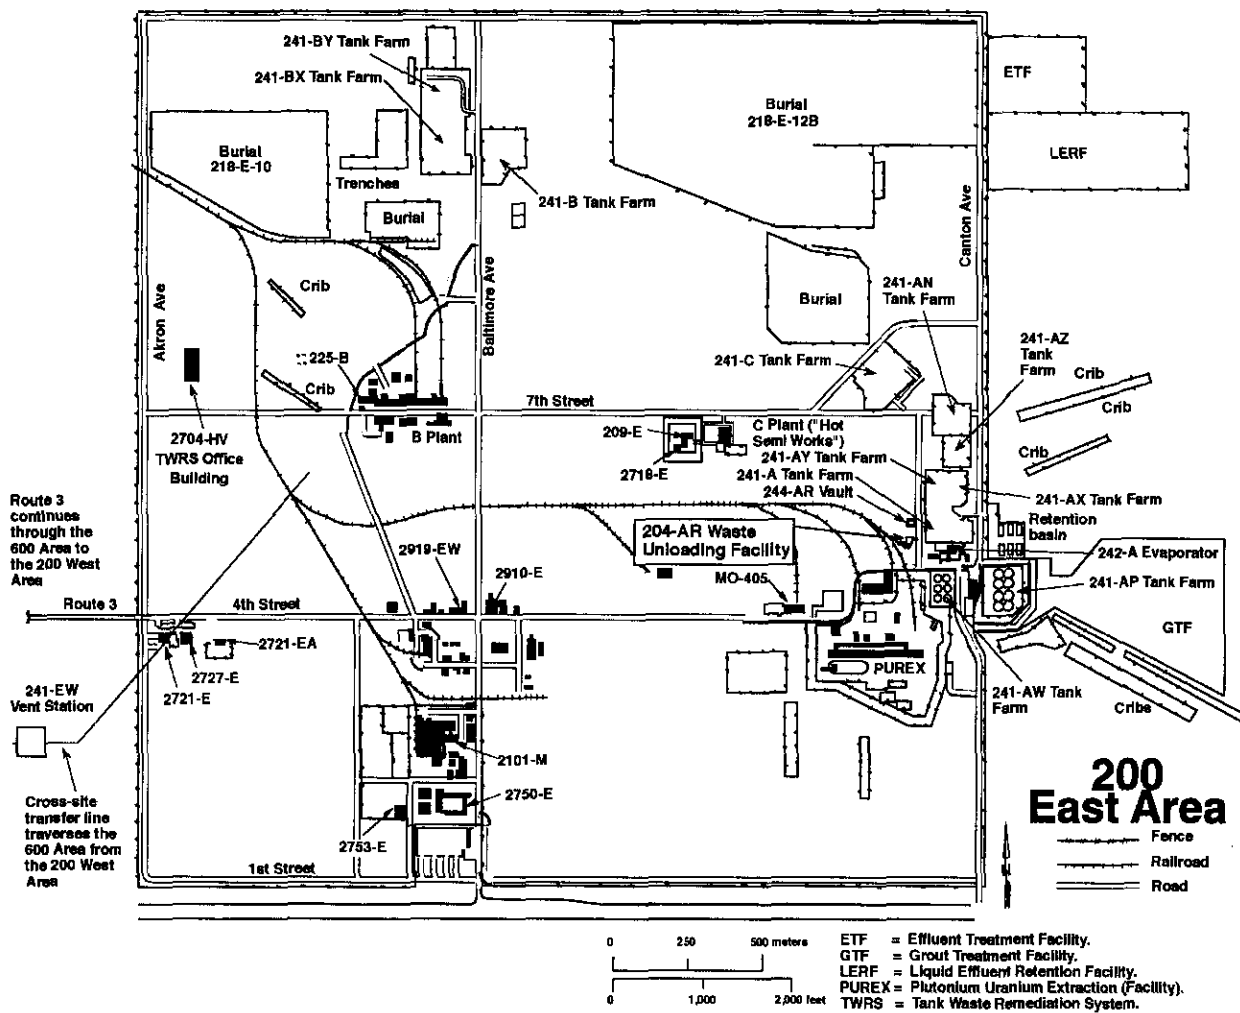 241-BY Tank Farm
241-BX Tank Farm
ETF
Burial
218-E-12B
Burial
218-E-10
LERF
Trenches
241-B Tank Farm
Burial
Canton Ave
Akron Ave
Baltimore Ave
Crib
Burial
241-AN
Tank Farm
225-B
241-C Tank Farm
241-AZ
Tank
Farm
Crib
Crib
Crib
7th Street
2704-HV
TWRS Office
Building
B Plant
209-E
2718-E
C Plant ("Hot
Semi Works")
241-AY Tank Farm
241-A Tank Farm
244-AR Vault
Crib
241-AX Tank Farm
Retention
basin
Route 3
continues
through the
600 Area to
the 200 West
Area
204-AR Waste
Unloading Facility
2919-EW
2910-E
MO-405
242-A Evaporator
241-AP Tank Farm
Route 3
4th Street
GTF
2721-EA
2727-E
2721-E
PUREX
241-EW
Vent Station
241-AW Tank
Farm
Cribs
2101-M
2750-E
2753-E
Cross-site
transfer line
traverses the
600 Area from
the 200 West
Area
1st Street
200
East Area
Fence
Railroad
Road
0 250 500 meters
0 1,000 2,000 feet
ETF = Effluent Treatment Facility.
GTF = Grout Treatment Facility.
LERF = Liquid Effluent Retention Facility.
PUREX = Plutonium Uranium Extraction (Facility).
TWRS = Tank Waste Remediation System.